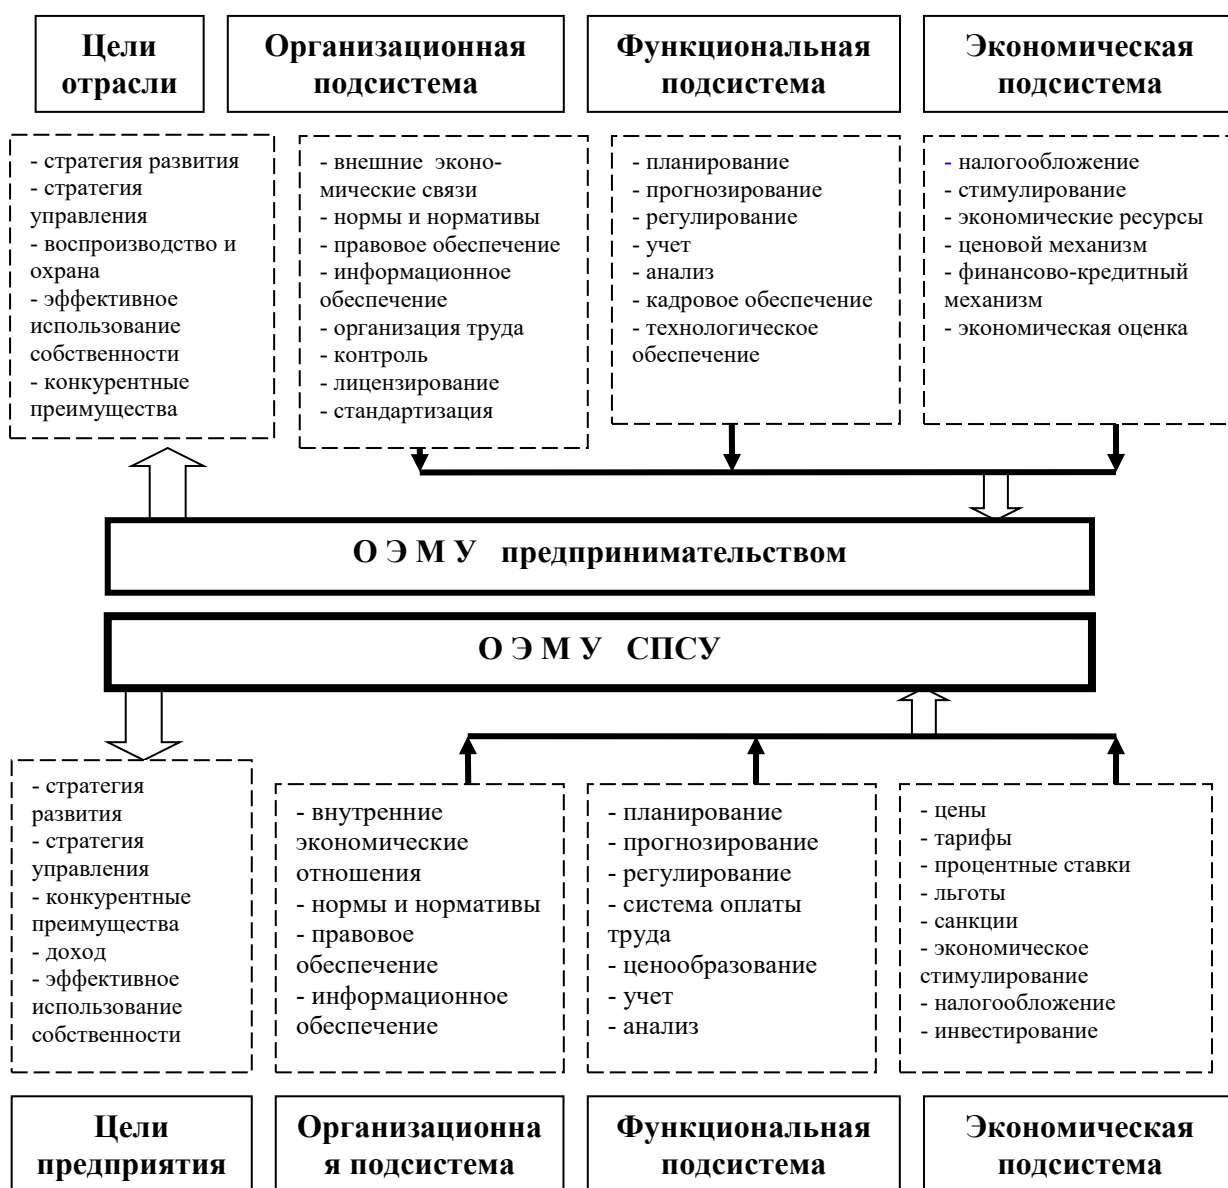 Цели
отрасли
Организационная
подсистема
Функциональная
подсистема
Экономическая
подсистема
- стратегия развития
- стратегия
управления
- воспроизводство и
охрана
- эффективное
использование
собственности
- конкурентные
преимущества
- внешние эконо-
мические связи
- нормы и нормативы
- правовое обеспечение
- информационное
обеспечение
- организация труда
- контроль
- лицензирование
- стандартизация
- планирование
- прогнозирование
- регулирование
- учет
- анализ
- кадровое обеспечение
- технологическое
обеспечение
- налогообложение
- стимулирование
- экономические ресурсы
- ценовой механизм
- финансово-кредитный
механизм
- экономическая оценка
О Э М У предпринимательством
О Э М У СПСУ
- стратегия
развития
- стратегия
управления
- конкурентные
преимущества
- доход
- эффективное
использование
собственности
- внутренние
экономические
отношения
- нормы и нормативы
- правовое
обеспечение
- информационное
обеспечение
- планирование
- прогнозирование
- регулирование
- система оплаты
труда
- ценообразование
- учет
- анализ
- цены
- тарифы
- процентные ставки
- льготы
- санкции
- экономическое
стимулирование
- налогообложение
- инвестирование
Цели
предприятия
Организационна
я подсистема
Функциональная
подсистема
Экономическая
подсистема